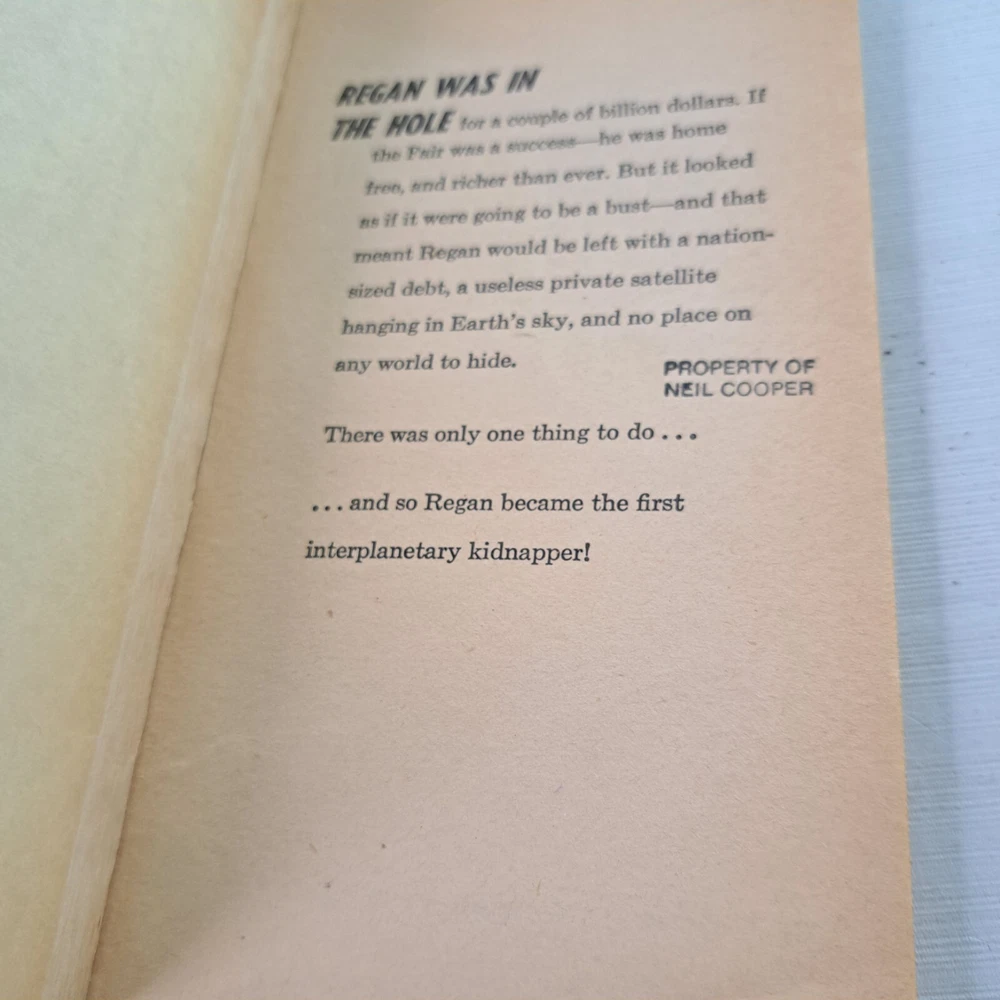 REGAN WAS IN
THE HOLE for a couple of billion dollars. If
the Fair was a success—he was home
free, and richer than ever. But it looked
as if it were going to be a bust—and that
meant Regan would be left with a nation-
sized debt, a useless private satellite
hanging in Earth's sky, and no place on
any world to hide.
PROPERTY OF
NEIL COOPER
There was only one thing to do . . .
. . . and so Regan became the first
interplanetary kidnapper!